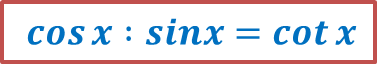 cos x : sinx = cot x